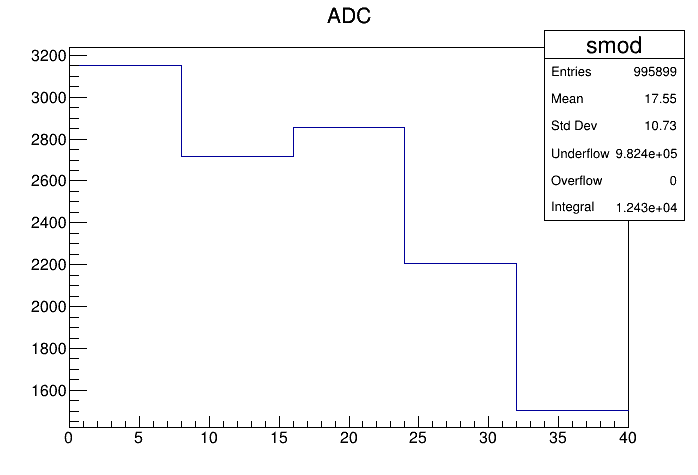 ADC
smod
Entries 995899
Mean 17.55
Std Dev 10.73
Underflow 9.824e+05
Overflow 0
Integral 1.243e+04
3200
3000
2800
2600
2400
2200
2000
1800
1600
0 5 10 15 20 25 30 35 40